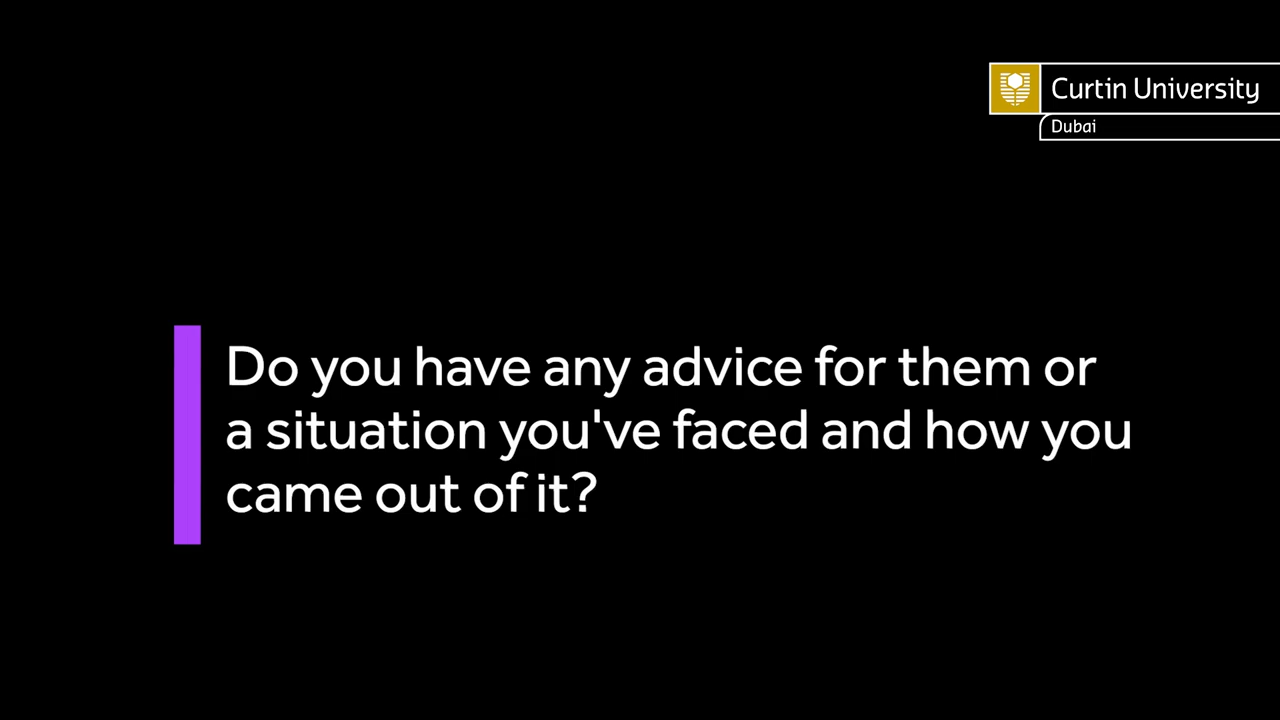 Curtin University
Dubai
Do you have any advice for them or
a situation you've faced and how you
came out of it?